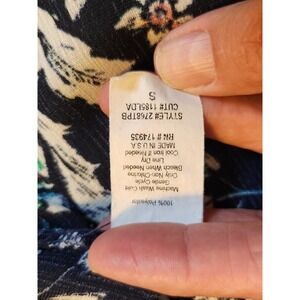 100% Polyester
Machine Wash Cold
Gentle Cycle
Only Non-Chlorine
Bleach When Needed
Line Dry
Cool Iron If Needed
MADE IN U.S.A
RN # 174935
STYLE# 27687PB
CUT# 1185LDA
S